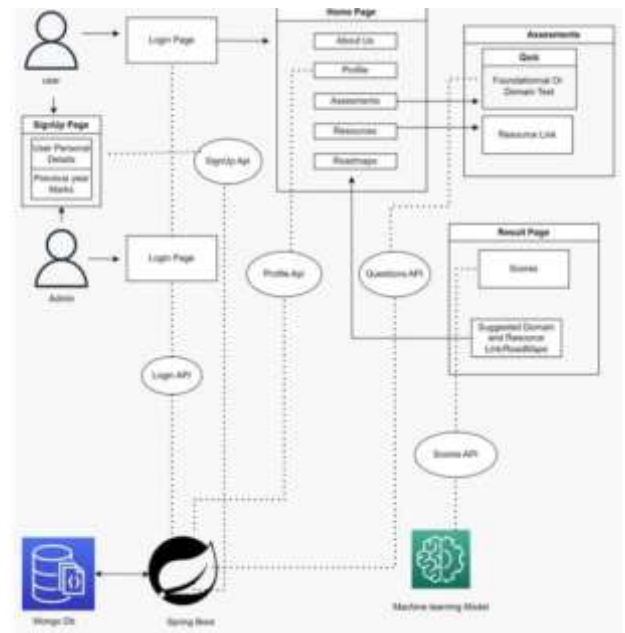 Home Page
Login Page
About Us
Profile
Assesments
Resources
Roadmaps
user
Assesments
Quiz
Foundationnal Or
Domain Test
Resource Link
SignUp Page
User Personal
Details
Previous year
Marks
SignUp Api
Login Page
Admin
Profile Api
Questions API
Result Page
Scores
Suggested Domain
and Resource
Link/RoadMaps
Login API
Scores API
Mongo Db
Spring Boot
Machine learning Model